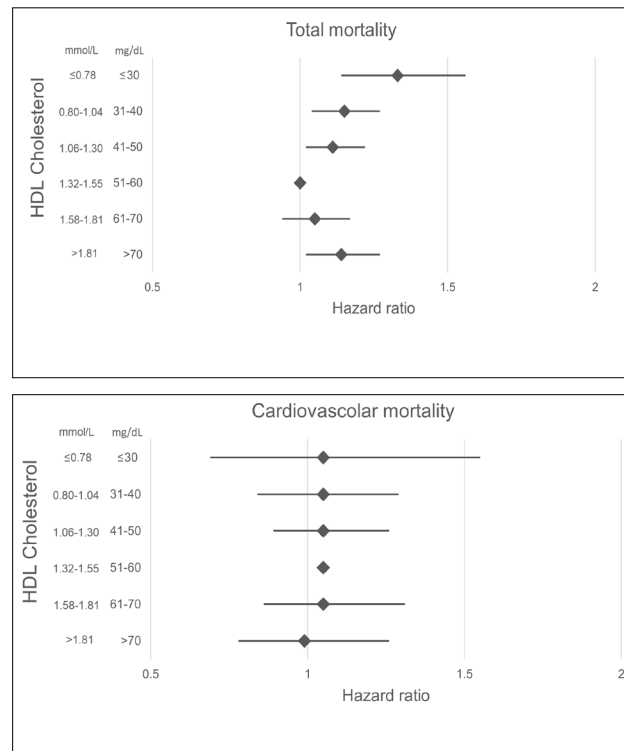 Total mortality
mmol/L mg/dL
≤0.78 ≤30
0.80-1.04 31-40
1.06-1.30 41-50
1.32-1.55 51-60
1.58-1.81 61-70
>1.81 >70
HDL Cholesterol
0.5 1 1.5 2
Hazard ratio
Cardiovascolar mortality
mmol/L mg/dL
≤0.78 ≤30
0.80-1.04 31-40
1.06-1.30 41-50
1.32-1.55 51-60
1.58-1.81 61-70
>1.81 >70
HDL Cholesterol
0.5 1 1.5 2
Hazard ratio